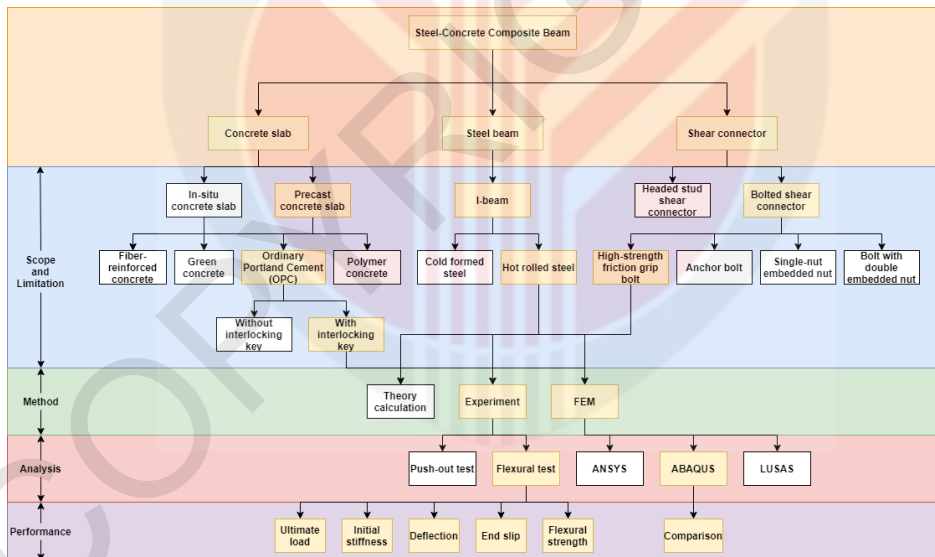 Steel-Concrete Composite Beam
Concrete slab
Steel beam
Shear connector
Scope and
Limitation
In-situ
concrete slab
Precast
concrete slab
I-beam
Headed stud
shear
connector
Bolted shear
connector
Fiber-
reinforced
concrete
Green
concrete
Ordinary
Portland Cement
(OPC)
Polymer
concrete
Cold formed
steel
Hot rolled steel
High-strength
friction grip
bolt
Anchor bolt
Single-nut
embedded nut
Bolt with
double embedded
nut
Without
interlocking
key
With
interlocking key
Method
Theory
calculation
Experiment
FEM
Analysis
Push-out test
Flexural test
ANSYS
ABAQUS
LUSAS
Performance
Ultimate
load
Initial
stiffness
Deflection
End slip
Flexural
strength
Comparison
COPYRIG